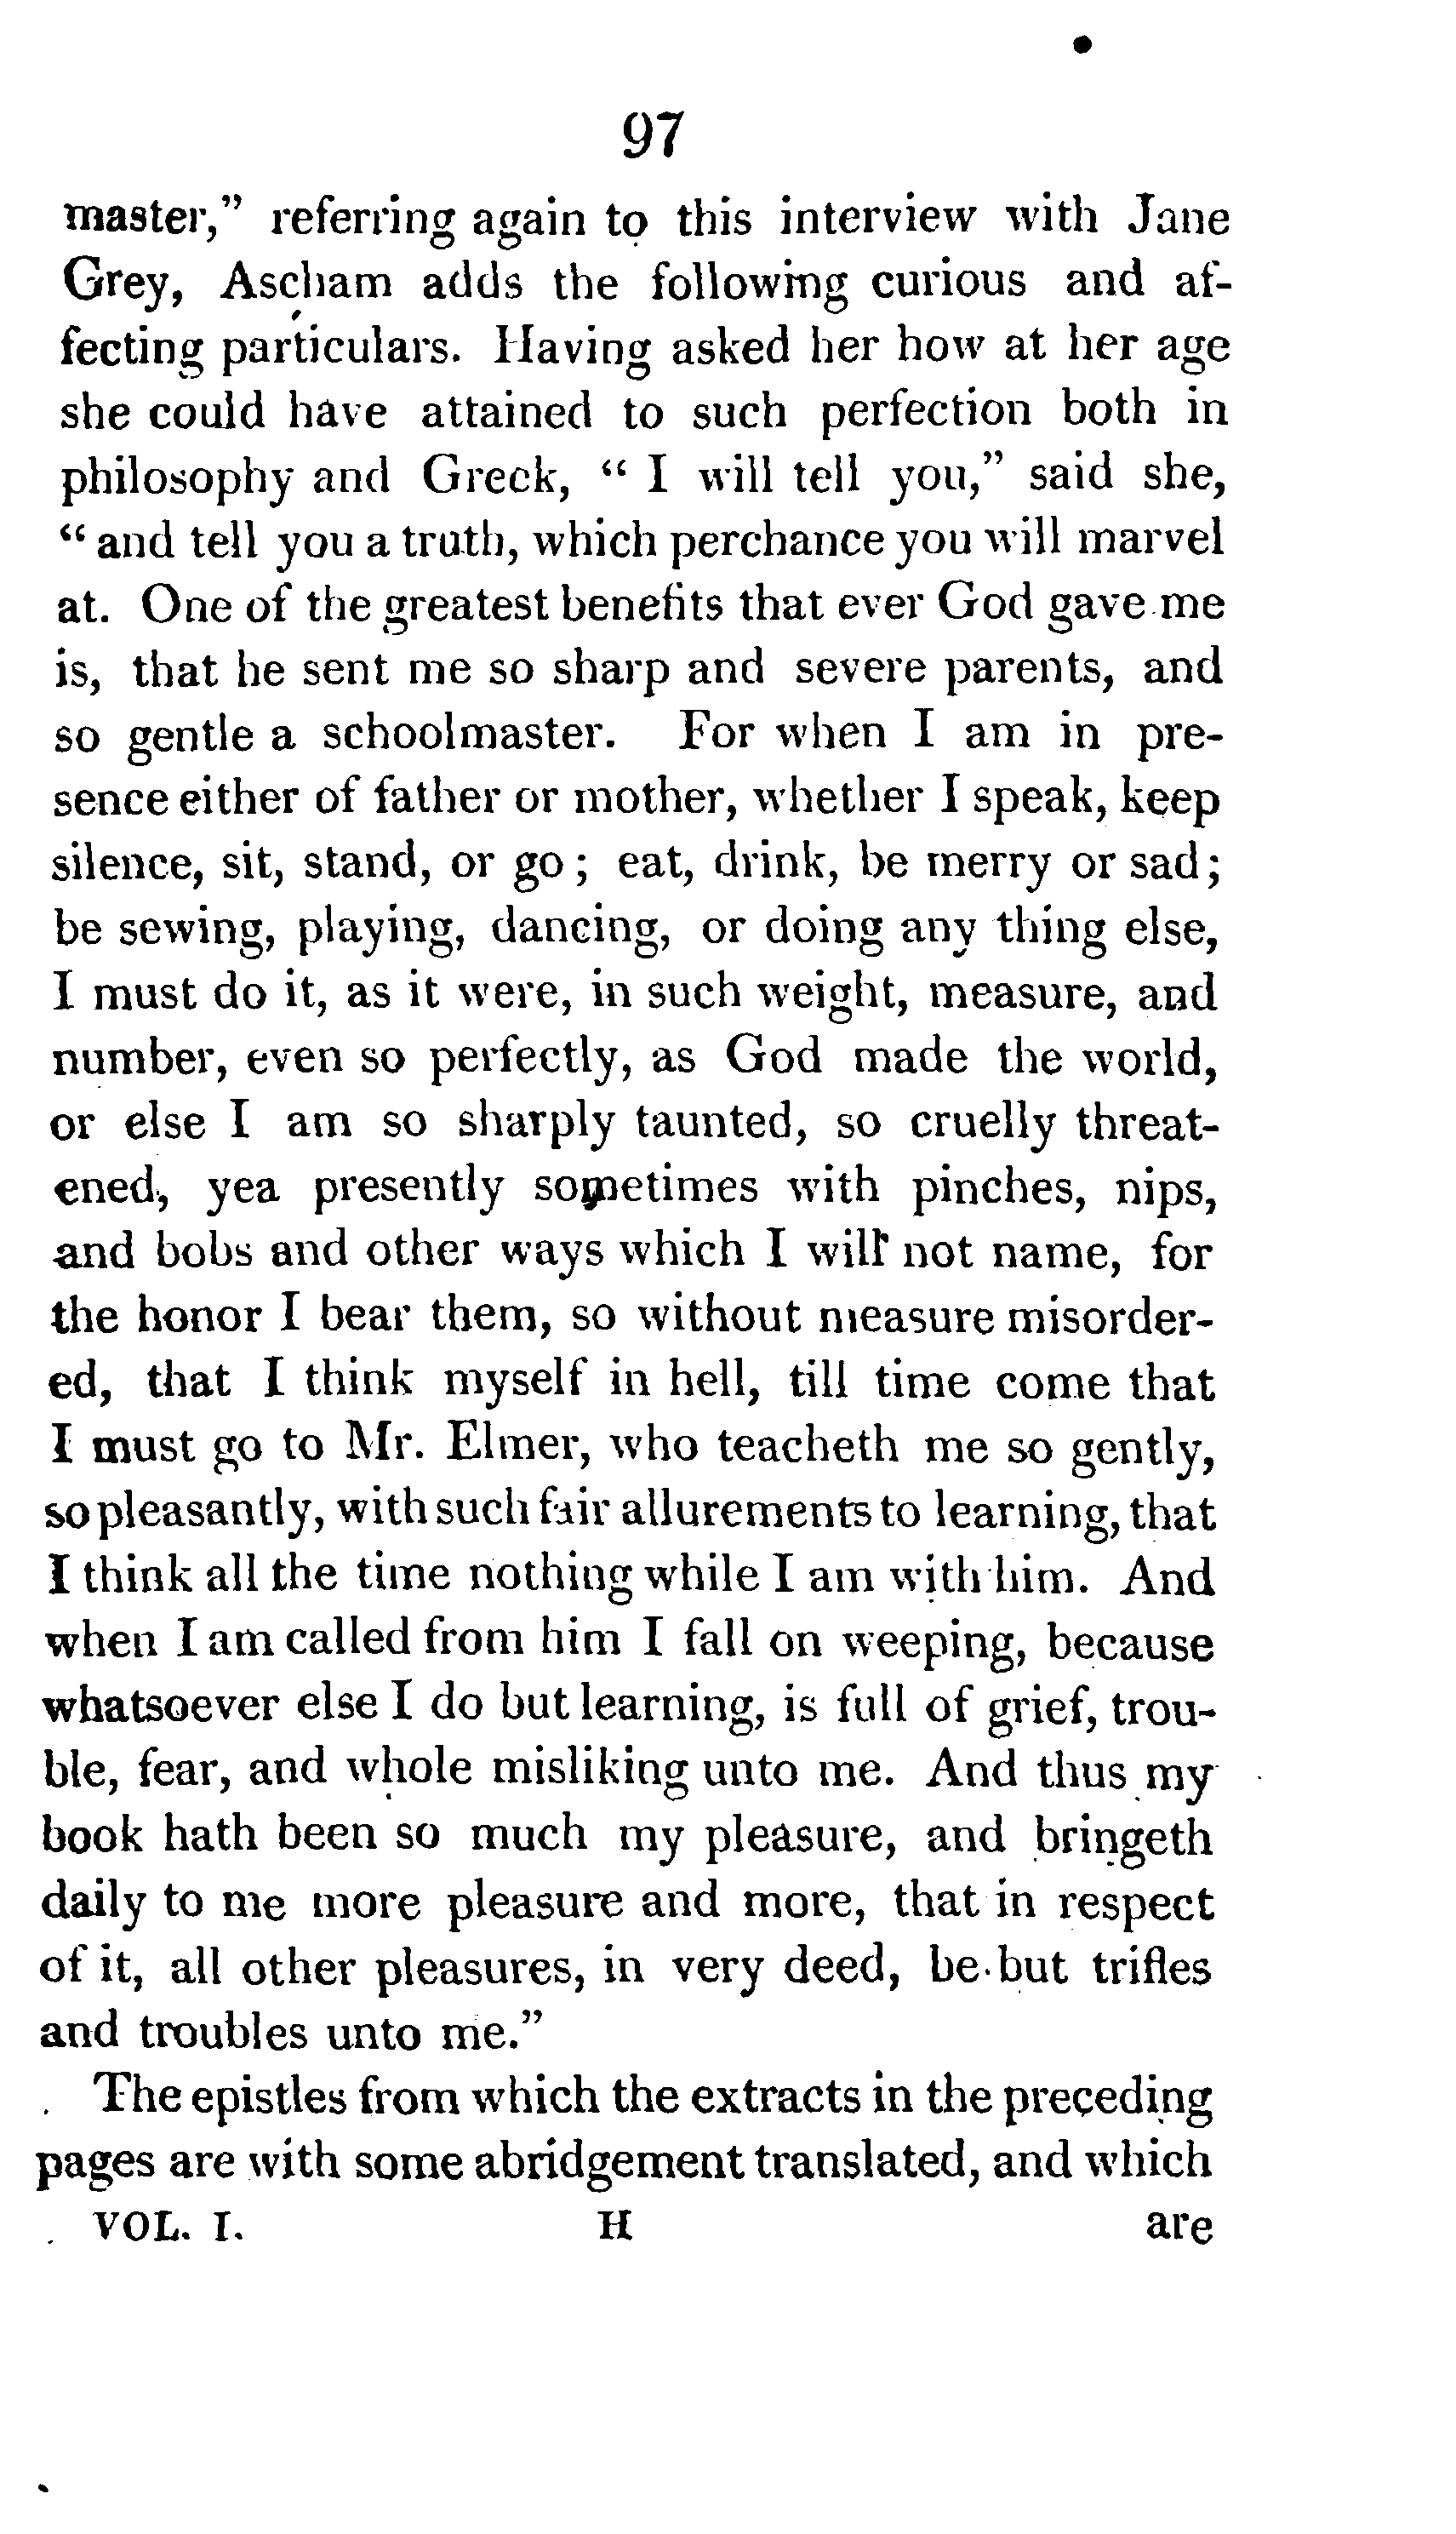 97
master,” referring again to this interview with Jane
Grey, Ascham adds the following curious and af-
fecting particulars. Having asked her how at her age
she could have attained to such perfection both in
philosophy and Greek, “ I will tell you,” said she,
“ and tell you a truth, which perchance you will marvel
at. One of the greatest benefits that ever God gave me
is, that he sent me so sharp and severe parents, and
so gentle a schoolmaster. For when I am in pre-
sence either of father or mother, whether I speak, keep
silence, sit, stand, or go ; eat, drink, be merry or sad ;
be sewing, playing, dancing, or doing any thing else,
I must do it, as it were, in such weight, measure, and
number, even so perfectly, as God made the world,
or else I am so sharply taunted, so cruelly threat-
ened, yea presently sometimes with pinches, nips,
and bobs and other ways which I will not name, for
the honor I bear them, so without measure misorder-
ed, that I think myself in hell, till time come that
I must go to Mr. Elmer, who teacheth me so gently,
so pleasantly, with such fair allurements to learning, that
I think all the time nothing while I am with him. And
when I am called from him I fall on weeping, because
whatsoever else I do but learning, is full of grief, trou-
ble, fear, and whole misliking unto me. And thus my
book hath been so much my pleasure, and bringeth
daily to me more pleasure and more, that in respect
of it, all other pleasures, in very deed, be but trifles
and troubles unto me.”
The epistles from which the extracts in the preceding
pages are with some abridgement translated, and which
VOL. I. H are